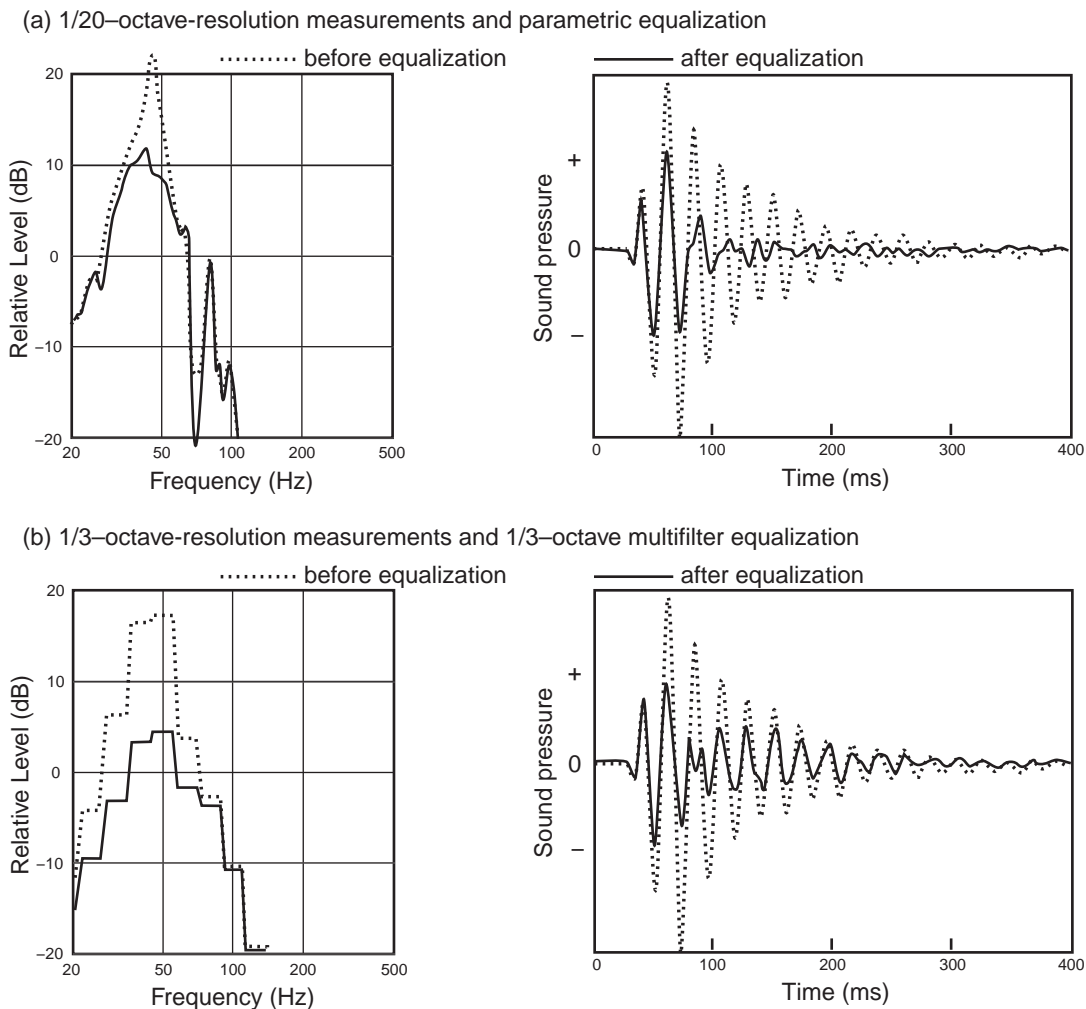 (a) 1/20–octave-resolution measurements and parametric equalization
before equalization
after equalization
Relative Level (dB)
20
10
0
–10
–20
20 50 100 200 500
Frequency (Hz)
Sound pressure
+
0
–
0 100 200 300 400
Time (ms)
(b) 1/3–octave-resolution measurements and 1/3–octave multifilter equalization
before equalization
after equalization
Relative Level (dB)
20
10
0
–10
–20
20 50 100 200 500
Frequency (Hz)
Sound pressure
+
0
–
0 100 200 300 400
Time (ms)